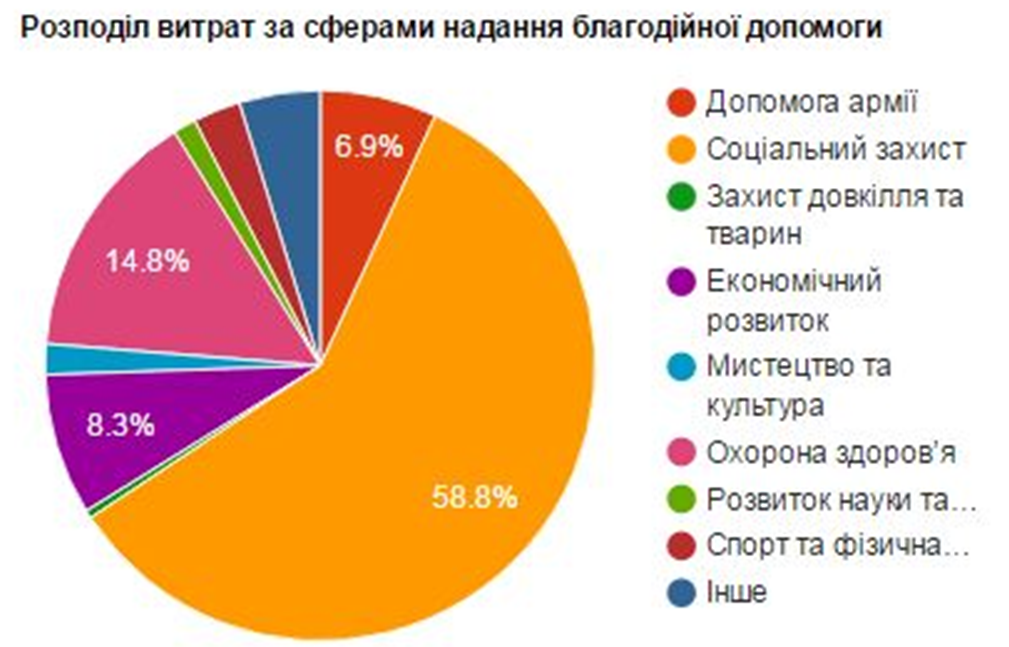 Розподіл витрат за сферами надання благодійної допомоги
6.9%
14.8%
8.3%
58.8%
Допомога армії
Соціальний захист
Захист довкілля та
тварин
Економічний
розвиток
Мистецтво та
культура
Охорона здоров'я
Розвиток науки та...
Спорт та фізична...
Інше